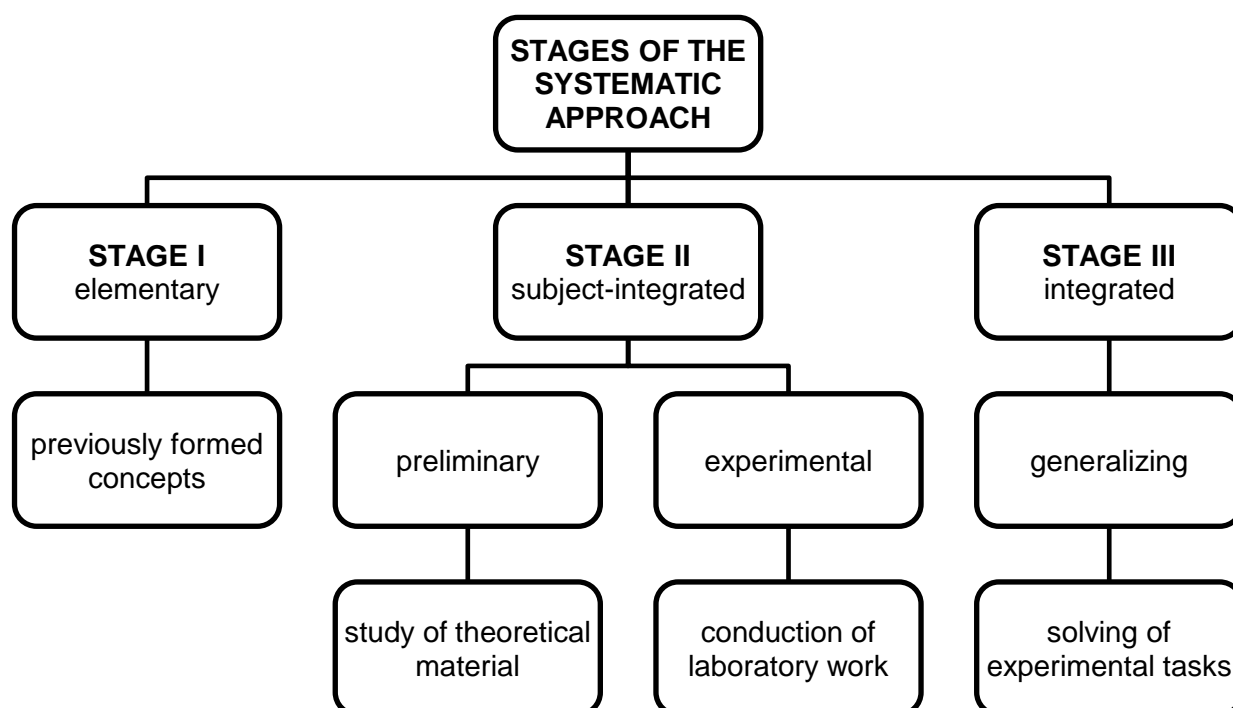 STAGES OF THE
SYSTEMATIC
APPROACH
STAGE I
elementary
STAGE II
subject-integrated
STAGE III
integrated
previously formed
concepts
preliminary
experimental
generalizing
study of theoretical
material
conduction of
laboratory work
solving of
experimental tasks